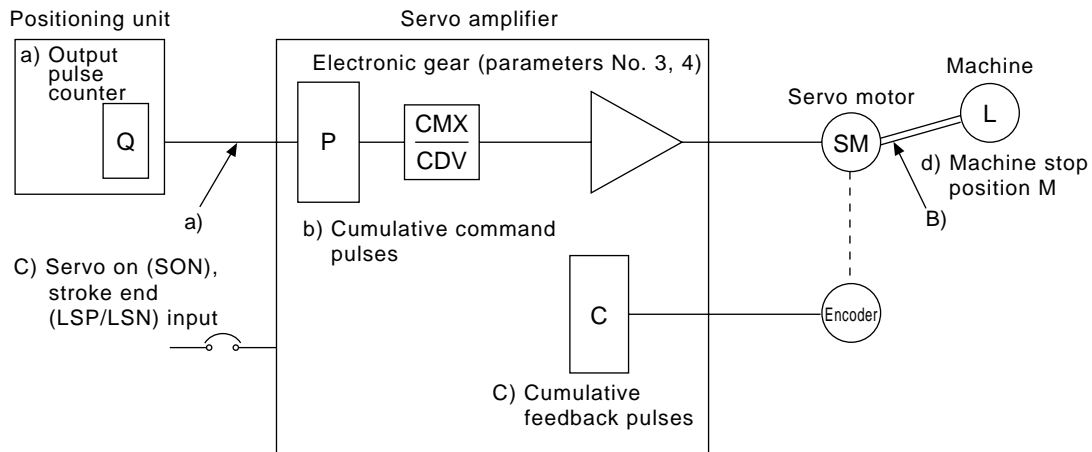 Positioning unit
a) Output
pulse
counter
Q
a)
C) Servo on (SON),
stroke end
(LSP/LSN) input
Servo amplifier
Electronic gear (parameters No. 3, 4)
P
CMX
CDV
b) Cumulative command
pulses
C
C) Cumulative
feedback pulses
Servo motor
SM
Machine
L
d) Machine stop
position M
B)
Encoder